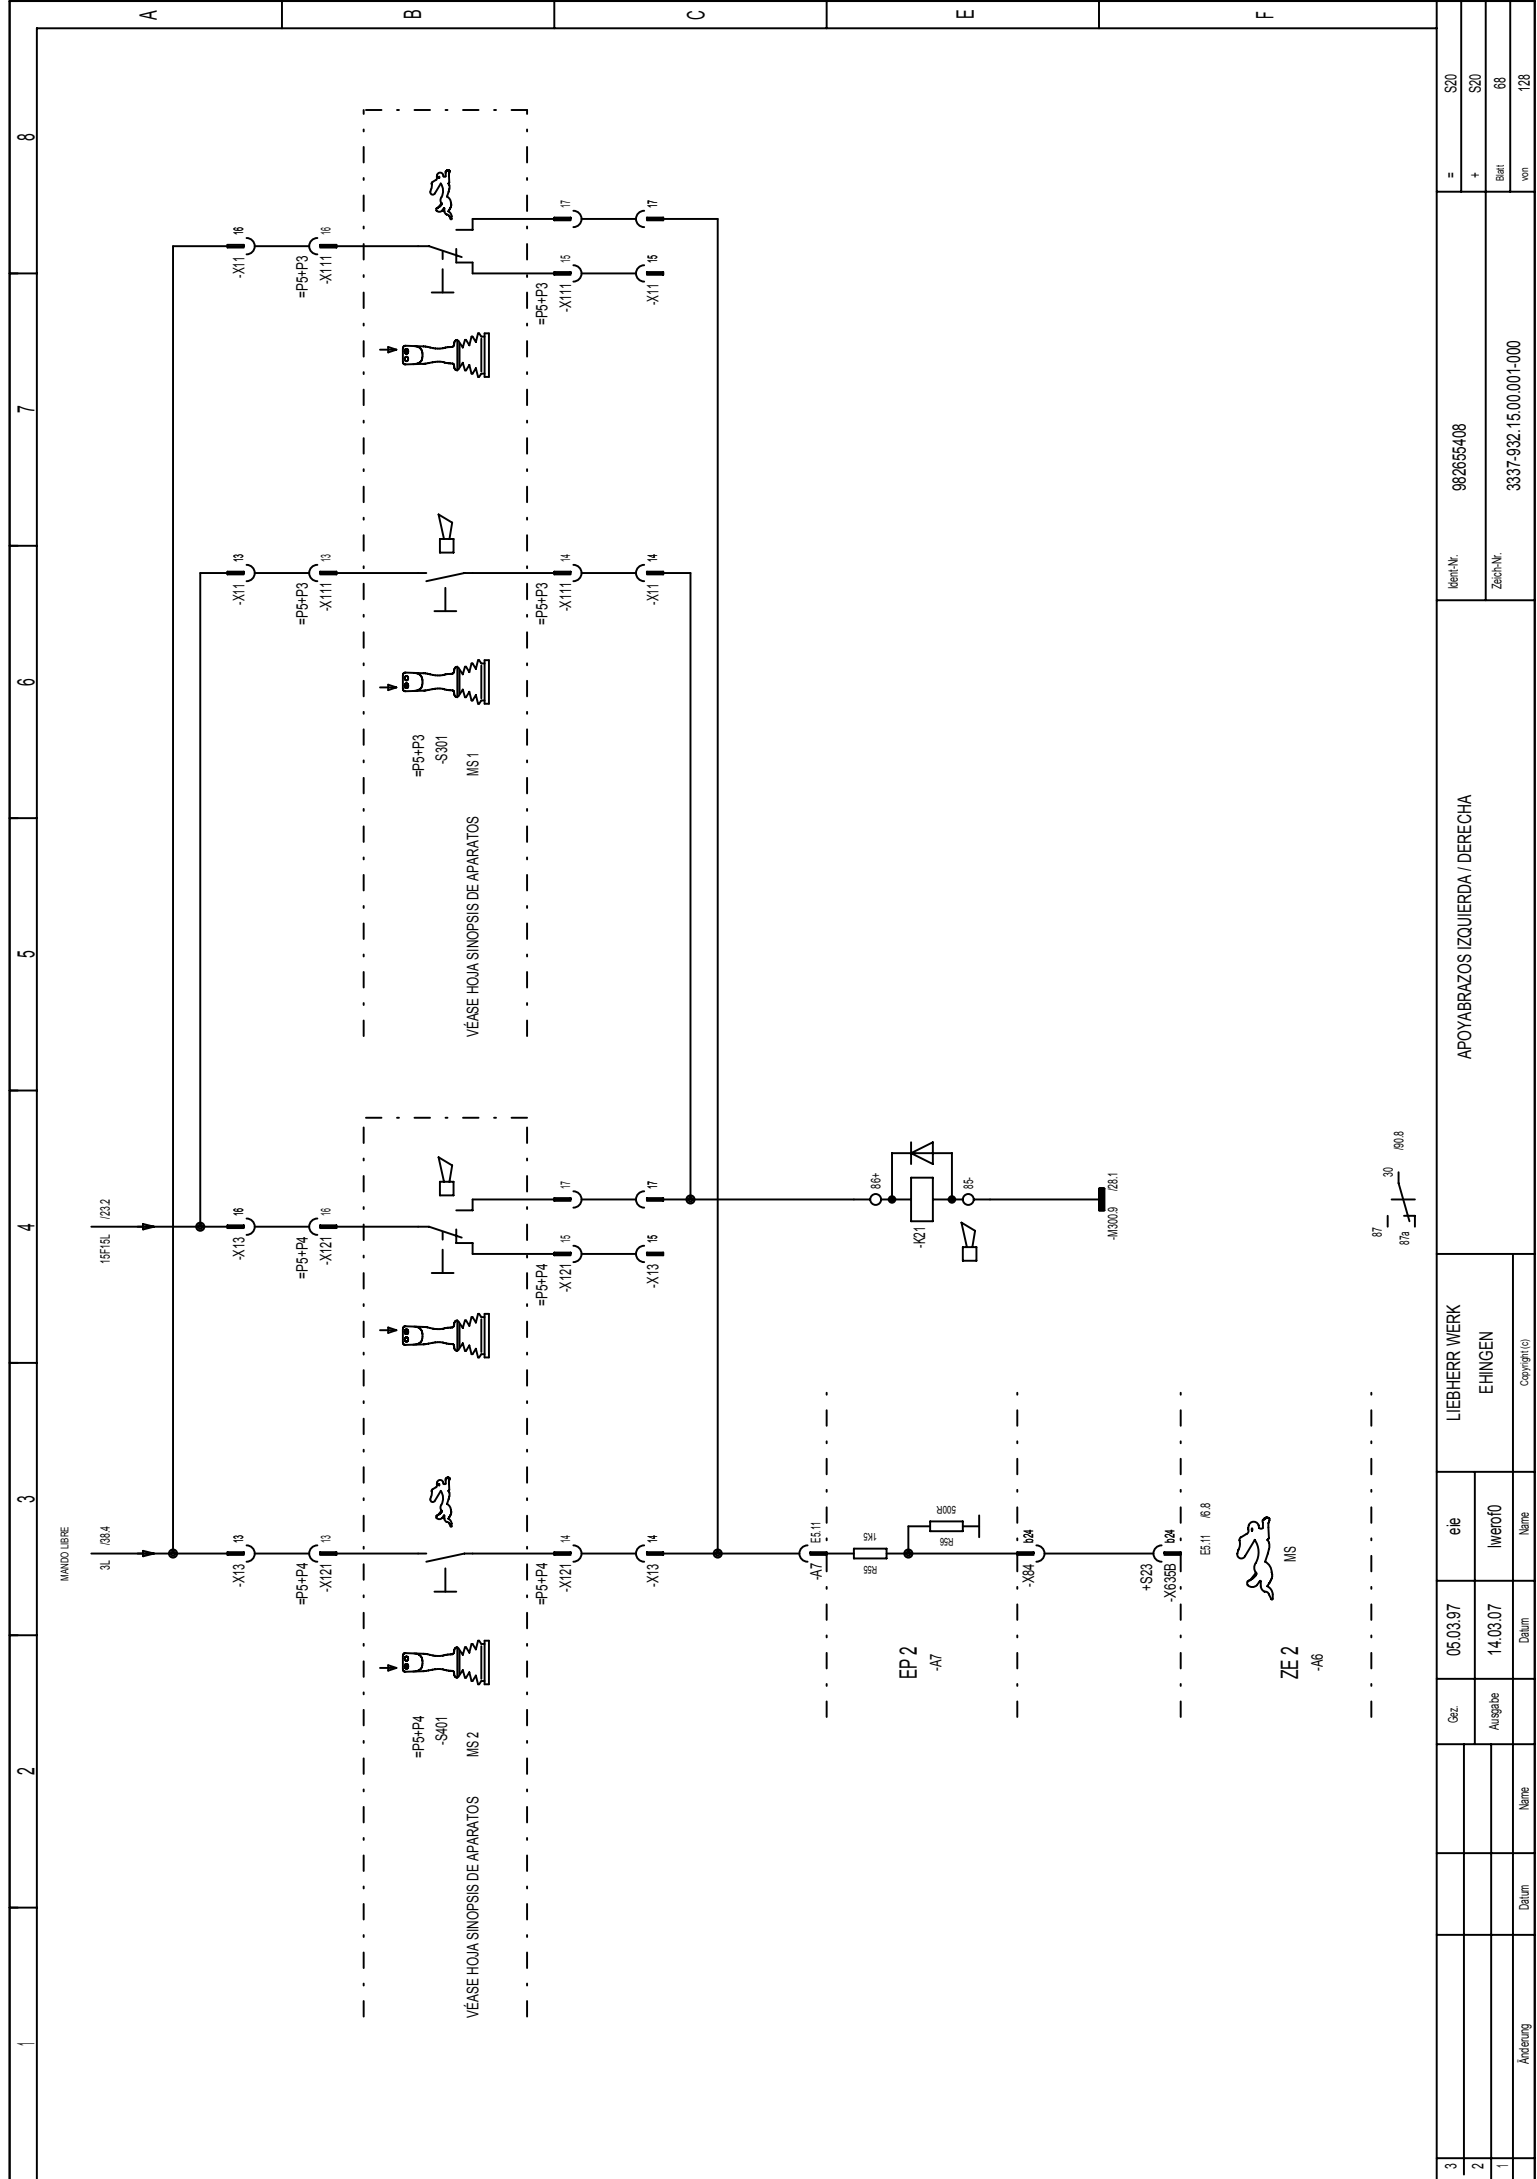 1
2
3
4
5
6
7
8
A
B
C
E
F
MANDO LIBRE
3L /38.4
15F15L /23.2
-X13 13
-X13 16
-X11 13
-X11 16
=P5+P4
-X121 13
=P5+P4
-X121 16
=P5+P3
-X111 13
=P5+P3
-X111 16
=P5+P4
-S401
MS 2
VÉASE HOJA SINOPSIS DE APARATOS
=P5+P3
-S301
MS 1
VÉASE HOJA SINOPSIS DE APARATOS
=P5+P4
-X121 14
=P5+P4
-X121 15
17
=P5+P3
-X111 14
=P5+P3
-X111 15
17
-X13 14
-X13 15
17
-X11 14
-X11 15
17
-A7 E5.11
R55 1K5
R56 500R
EP 2
-A7
-X84 b24
+S23
-X635B b24
E5.11 /6.8
ZE 2
-A6
MS
86+
-K21
85-
-M300.9 /28.1
87
87a
30 /90.8
3
2
1
Änderung
Datum
Name
Gez. 05.03.97 eie
Ausgabe 14.03.07 lwerof0
Datum
Name
LIEBHERR WERK
EHINGEN
Copyright (c)
APOYABRAZOS IZQUIERDA / DERECHA
Ident-Nr. 982655408
Zeich-Nr. 3337-932.15.00.001-000
= S20
+ S20
Blatt 68
von 128